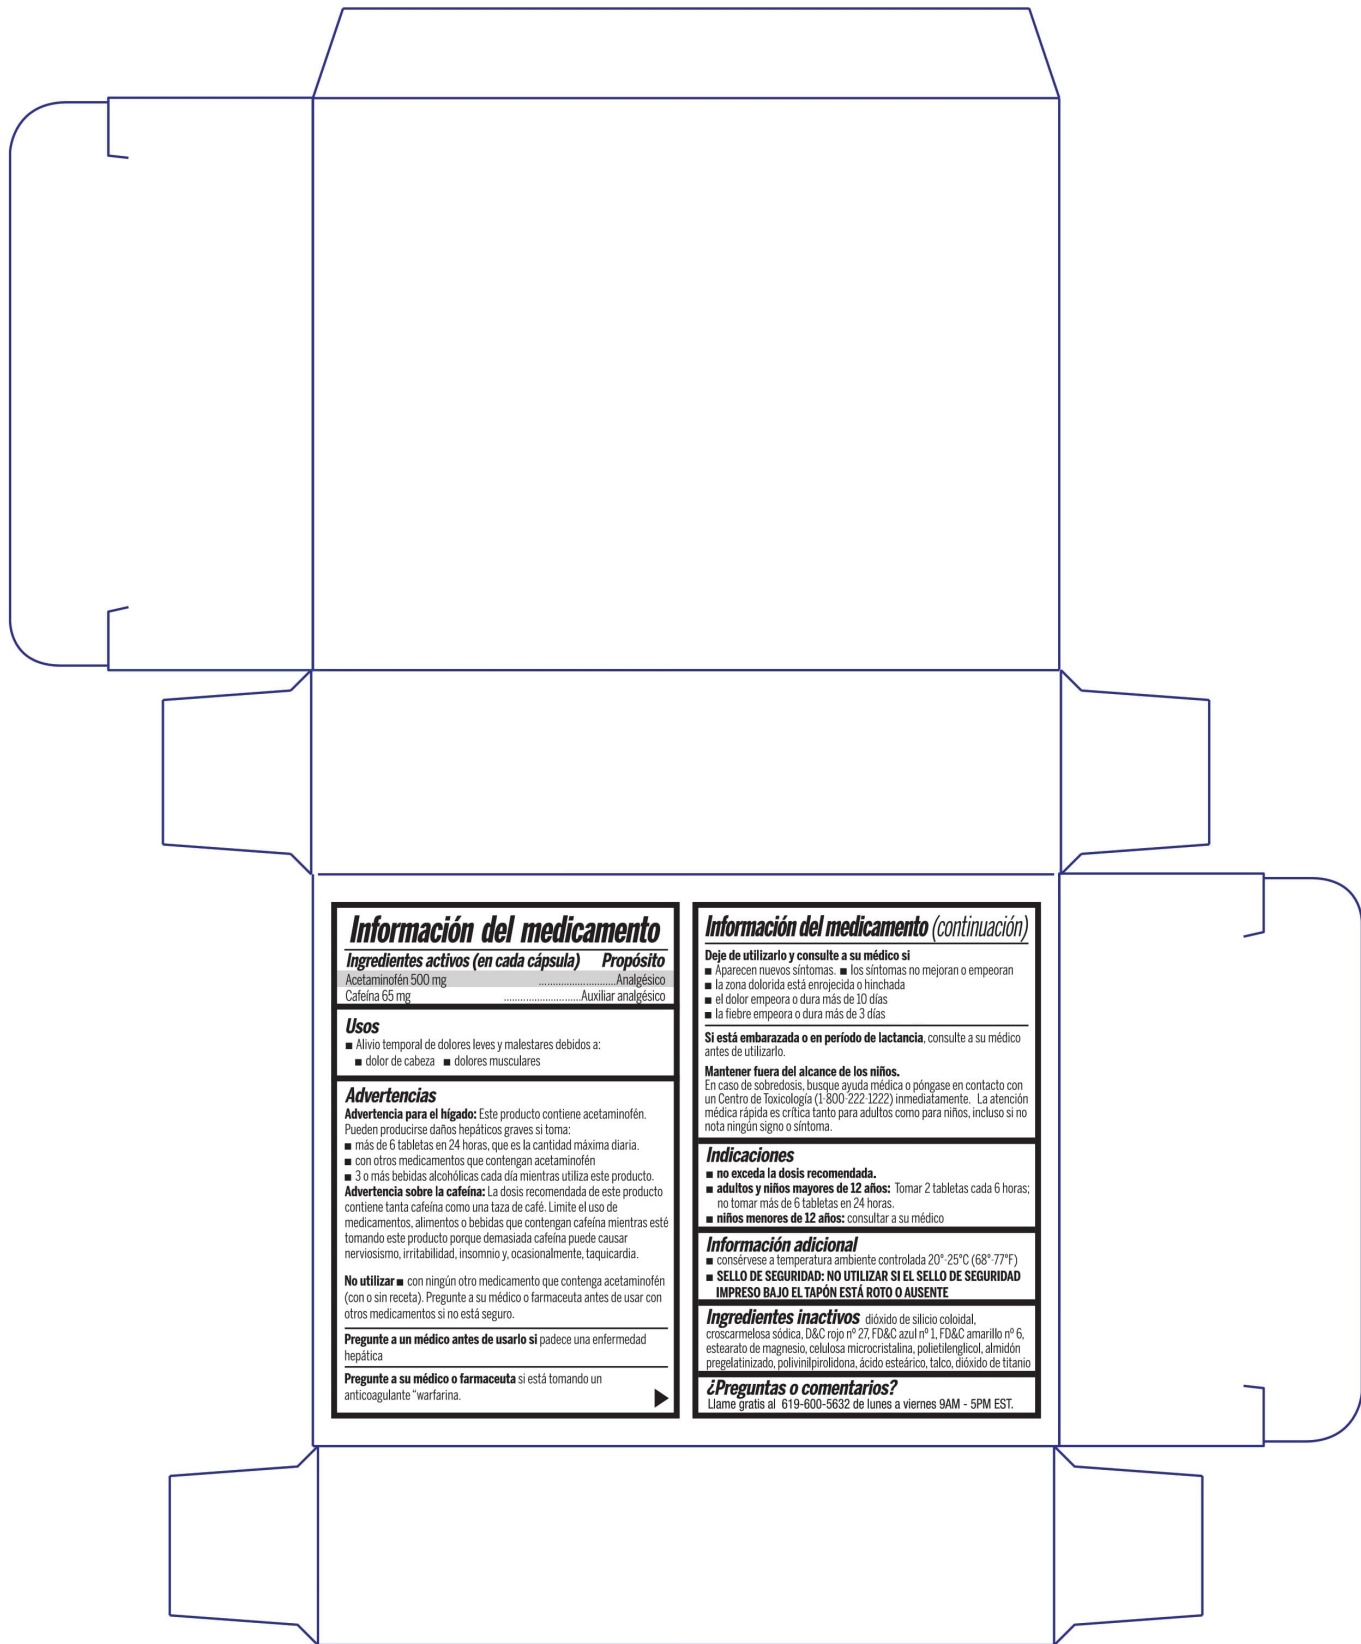 Información del medicamento
Ingredientes activos (en cada cápsula) Propósito
Acetaminofén 500 mg ............................Analgésico
Cafeína 65 mg ............................Auxiliar analgésico
Usos
■ Alivio temporal de dolores leves y malestares debidos a:
■ dolor de cabeza ■ dolores musculares
Advertencias
Advertencia para el hígado: Este producto contiene acetaminofén.
Pueden producirse daños hepáticos graves si toma:
■ más de 6 tabletas en 24 horas, que es la cantidad máxima diaria.
■ con otros medicamentos que contengan acetaminofén
■ 3 o más bebidas alcohólicas cada día mientras utiliza este producto.
Advertencia sobre la cafeína: La dosis recomendada de este producto
contiene tanta cafeína como una taza de café. Limite el uso de
medicamentos, alimentos o bebidas que contengan cafeína mientras esté
tomando este producto porque demasiada cafeína puede causar
nerviosismo, irritabilidad, insomnio y, ocasionalmente, taquicardia.
No utilizar ■ con ningún otro medicamento que contenga acetaminofén
(con o sin receta). Pregunte a su médico o farmaceuta antes de usar con
otros medicamentos si no está seguro.
Pregunte a un médico antes de usarlo si padece una enfermedad
hepática
Pregunte a su médico o farmaceuta si está tomando un
anticoagulante “warfarina.
Información del medicamento (continuación)
Deje de utilizarlo y consulte a su médico si
■ Aparecen nuevos síntomas. ■ los síntomas no mejoran o empeoran
■ la zona dolorida está enrojecida o hinchada
■ el dolor empeora o dura más de 10 días
■ la fiebre empeora o dura más de 3 días
Si está embarazada o en período de lactancia, consulte a su médico
antes de utilizarlo.
Mantener fuera del alcance de los niños.
En caso de sobredosis, busque ayuda médica o póngase en contacto con
un Centro de Toxicología (1-800-222-1222) inmediatamente. La atención
médica rápida es crítica tanto para adultos como para niños, incluso si no
nota ningún signo o síntoma.
Indicaciones
■ no exceda la dosis recomendada.
■ adultos y niños mayores de 12 años: Tomar 2 tabletas cada 6 horas;
no tomar más de 6 tabletas en 24 horas.
■ niños menores de 12 años: consultar a su médico
Información adicional
■ consérvese a temperatura ambiente controlada 20°-25°C (68°-77°F)
■ SELLO DE SEGURIDAD: NO UTILIZAR SI EL SELLO DE SEGURIDAD
IMPRESO BAJO EL TAPÓN ESTÁ ROTO O AUSENTE
Ingredientes inactivos dióxido de silicio coloidal,
croscarmelosa sódica, D&C rojo nº 27, FD&C azul nº 1, FD&C amarillo nº 6,
estearato de magnesio, celulosa microcristalina, polietilenglicol, almidón
pregelatinizado, polivinilpirolidona, ácido esteárico, talco, dióxido de titanio
¿Preguntas o comentarios?
Llame gratis al 619-600-5632 de lunes a viernes 9AM - 5PM EST.